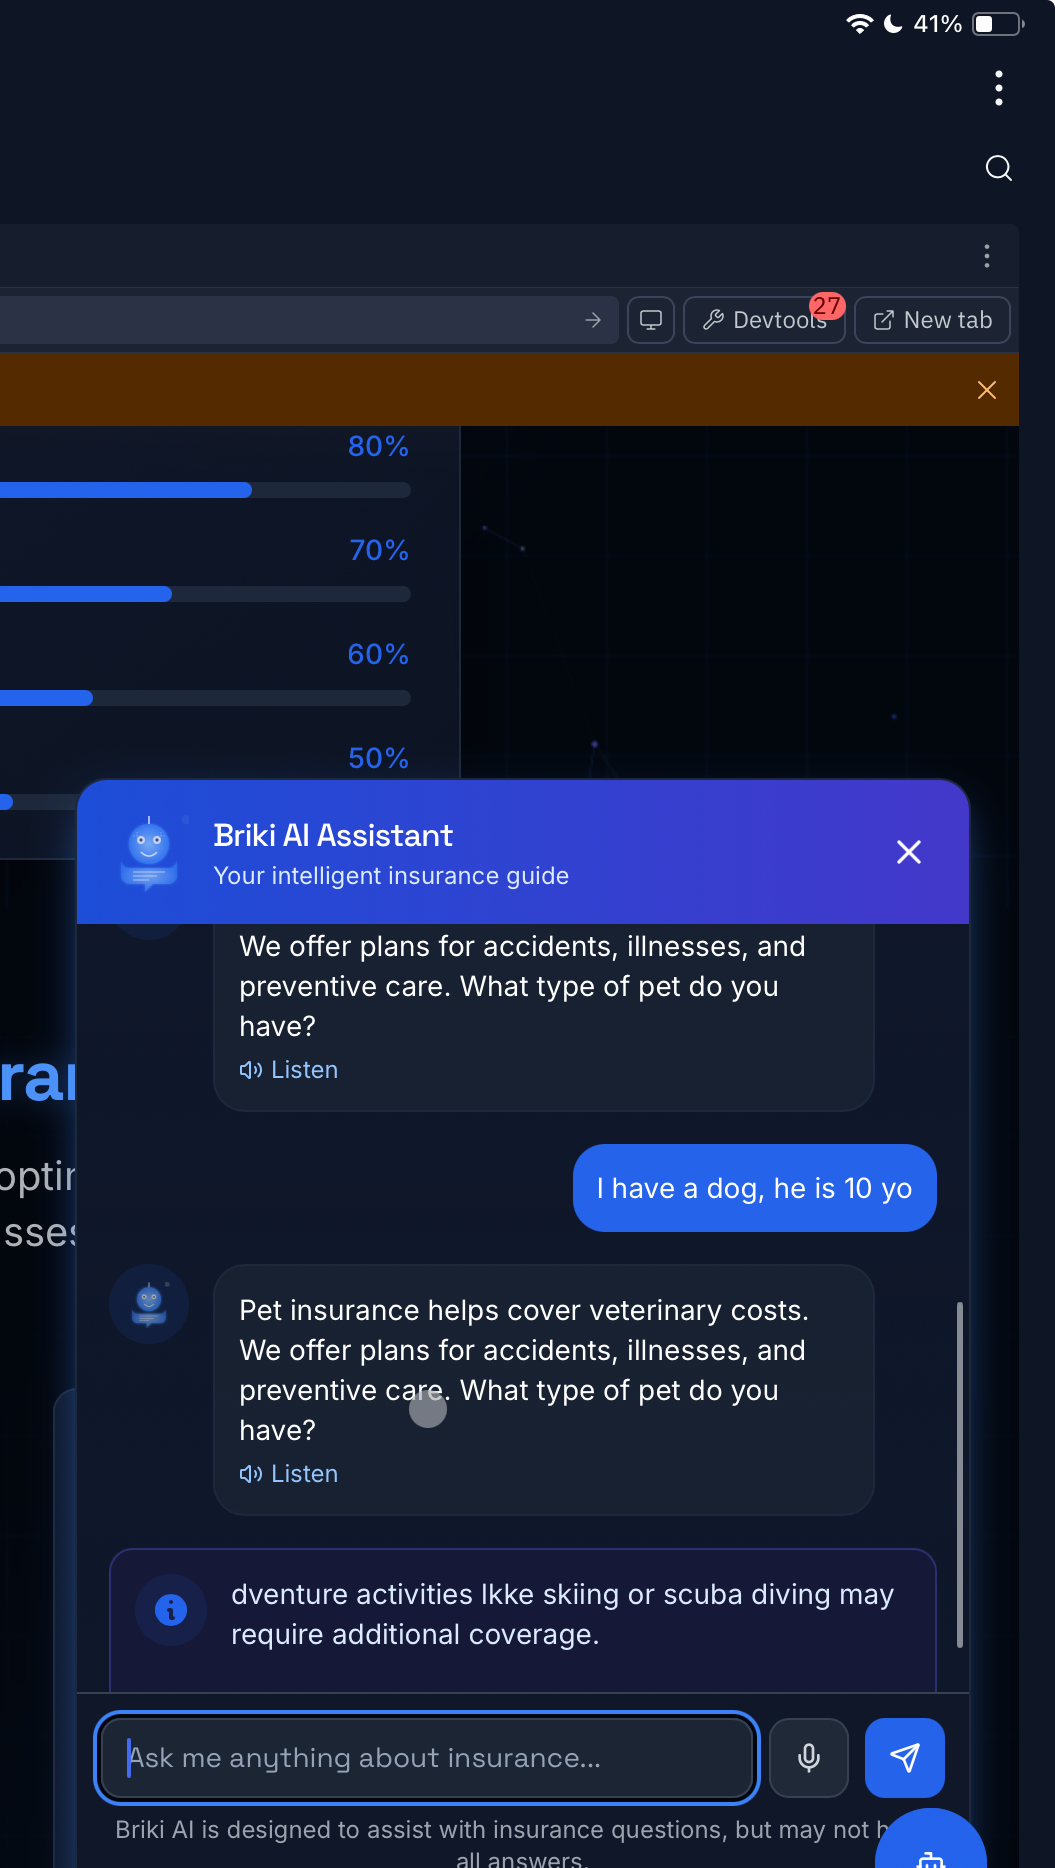 41%
Devtools
27
New tab
80%
70%
60%
50%
Briki AI Assistant
Your intelligent insurance guide
We offer plans for accidents, illnesses, and
preventive care. What type of pet do you
have?
Listen
I have a dog, he is 10 yo
Pet insurance helps cover veterinary costs.
We offer plans for accidents, illnesses, and
preventive care. What type of pet do you
have?
Listen
dventure activities lkke skiing or scuba diving may
require additional coverage.
Ask me anything about insurance...
Briki AI is designed to assist with insurance questions, but may not h
all answers.